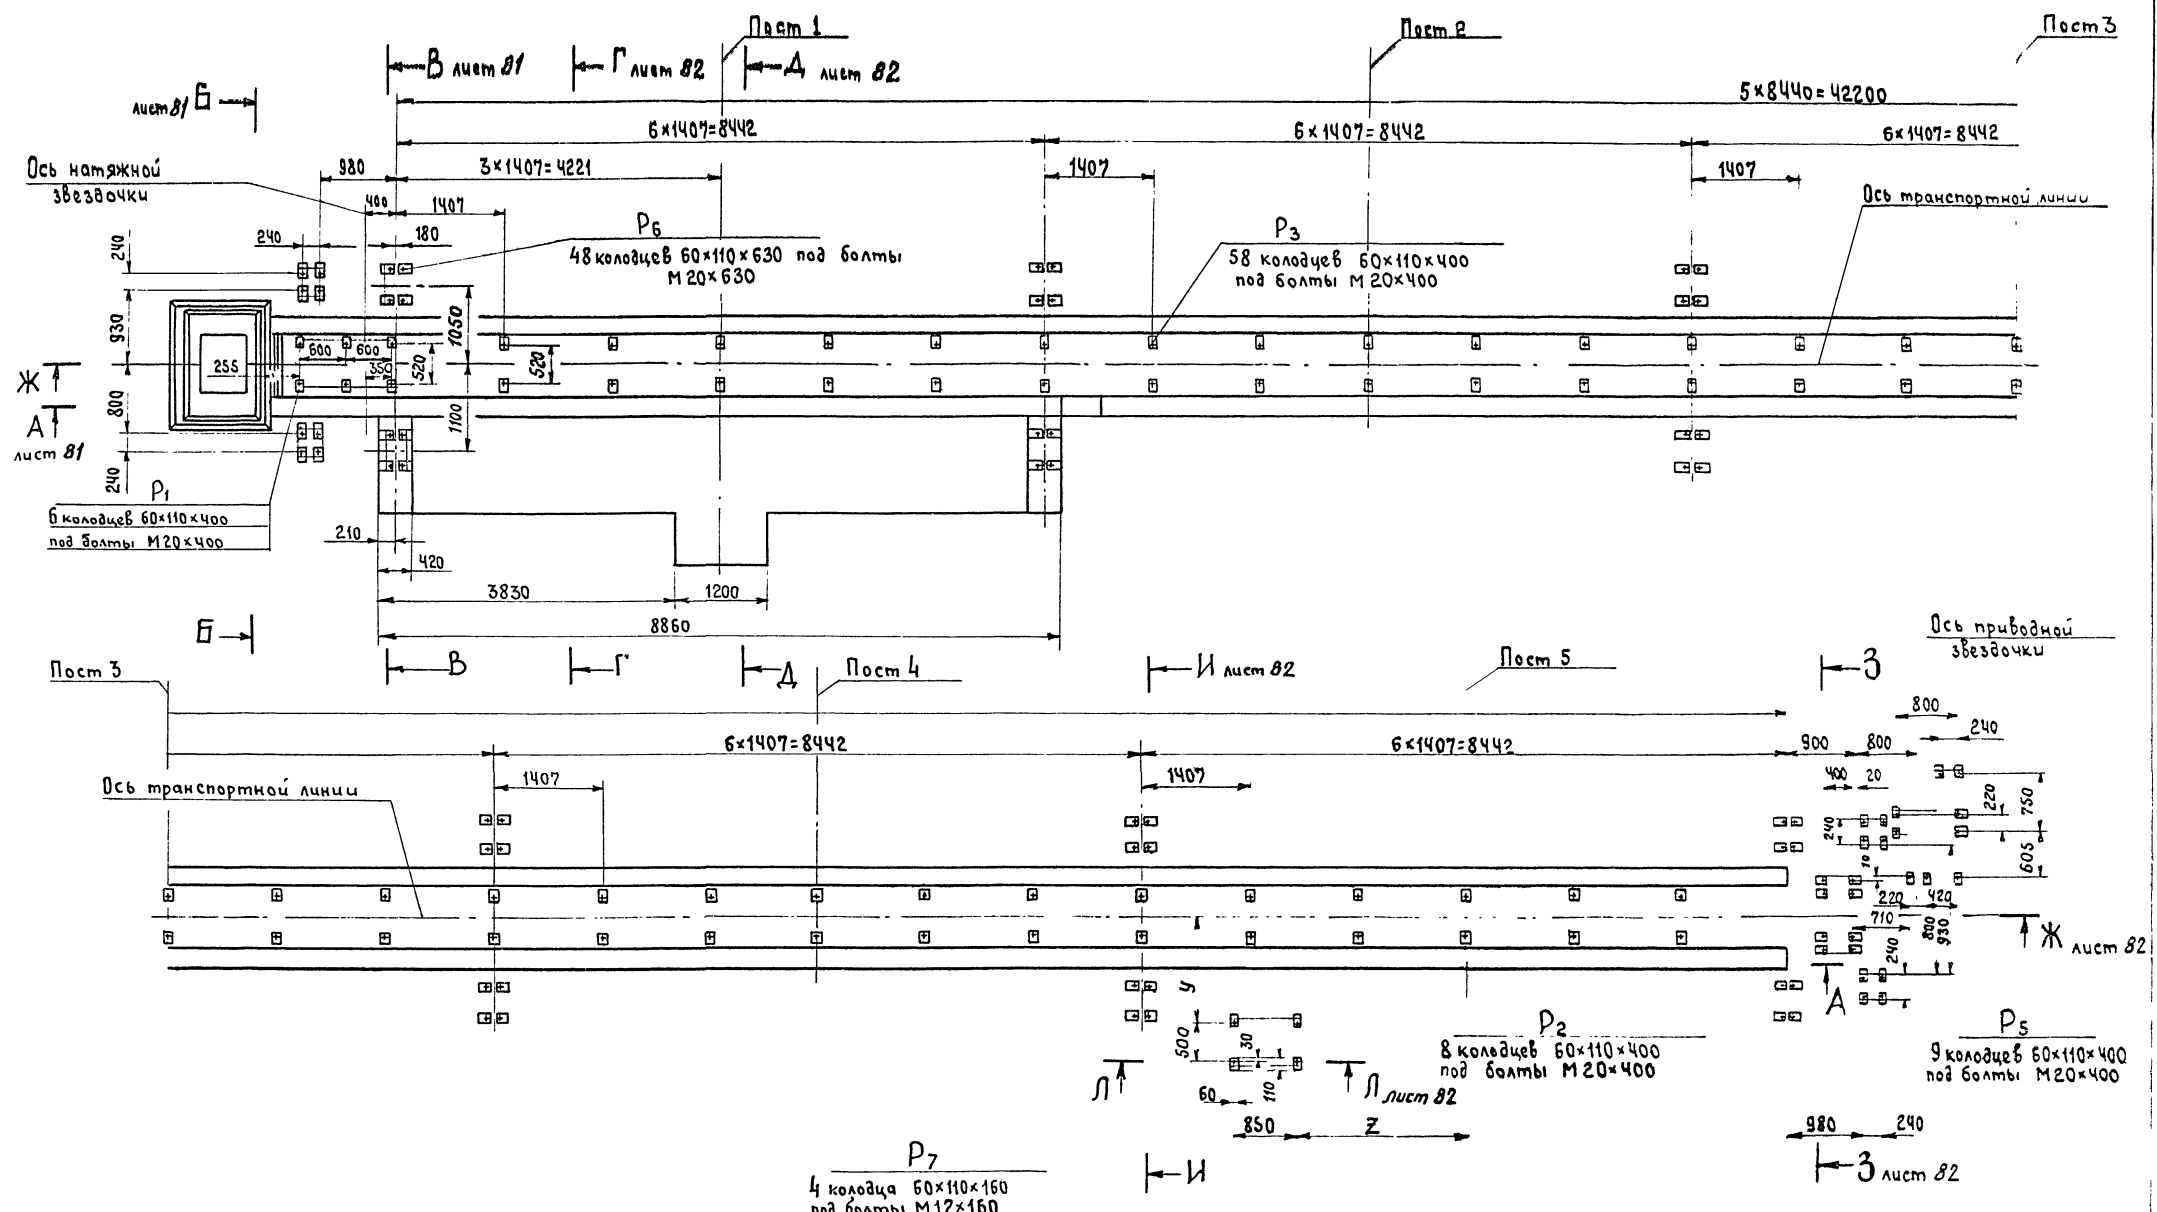 Пост 1
Пост 2
Пост 3
В лист 81
Г лист 82
Д лист 82
лист 81 Б
5×8440=42200
6×1407=8442
6×1407=8442
6×1407=8442
Ось натяжной
звездочки
980
3×1407=4221
1407
1407
400
1407
Ось транспортной линии
240
180
240
Р6
48 колодцев 60×110×630 под болты
М20×630
Р3
58 колодцев 60×110×400
под болты М20×400
930
1050
255
600
600
350
520
520
Ж
800
А
лист 81
1100
240
Р1
6 колодцев 60×110×400
под болты М20×400
210
420
3830
1200
8860
Б
В
Г
Д
И лист 82
З
Ось приводной
звездочки
Пост 3
Пост 4
Пост 5
800
240
6×1407=8442
6×1407=8442
900
800
1407
1407
400
20
Ось транспортной линии
220
750
240
10
605
220
420
710
800
930
240
Ж лист 82
А
У
500
30
110
60
Л
Л лист 82
Р2
8 колодцев 60×110×400
под болты М20×400
Р5
9 колодцев 60×110×400
под болты М20×400
850
Z
980
240
Р7
4 колодца 60×110×160
под болты М12×160
И
З лист 82